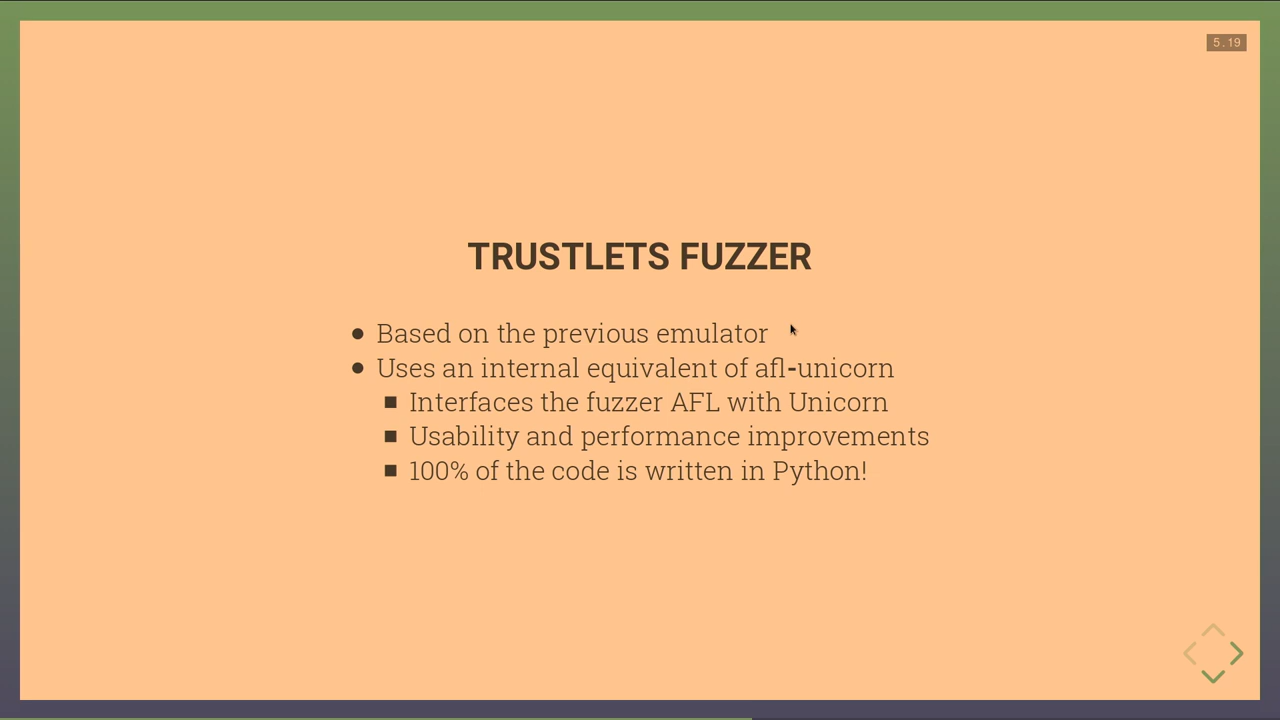 5.19
TRUSTLETS FUZZER
Based on the previous emulator
Uses an internal equivalent of afl-unicorn
Interfaces the fuzzer AFL with Unicorn
Usability and performance improvements
100% of the code is written in Python!